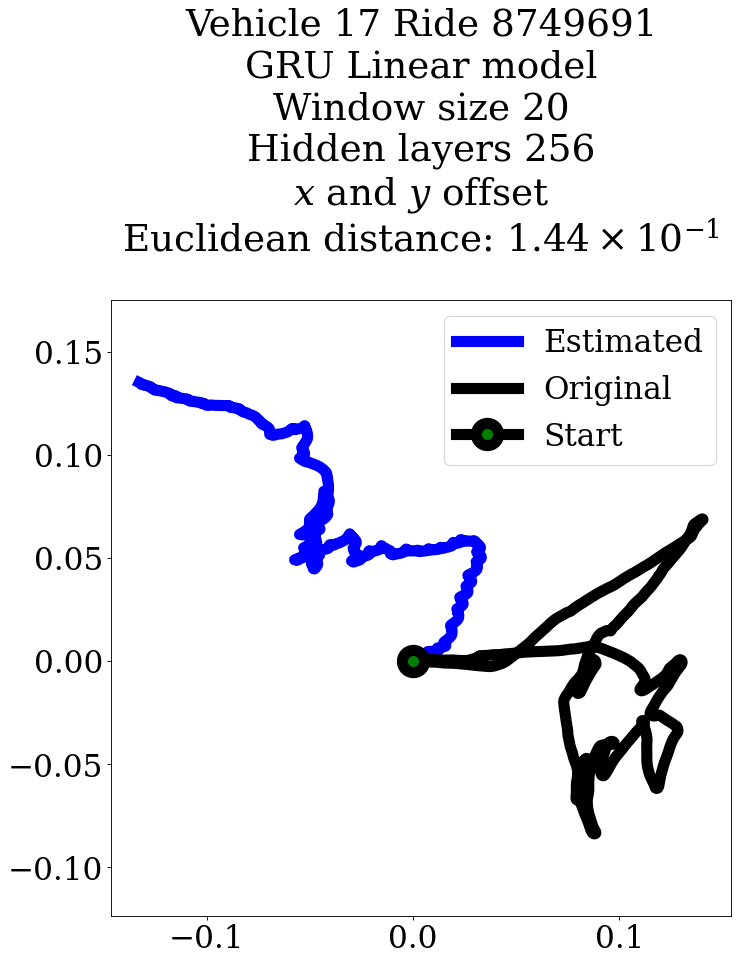 Vehicle 17 Ride 8749691
GRU Linear model
Window size 20
Hidden layers 256
x and y offset
Euclidean distance: 1.44 × 10⁻¹
Estimated
Original
Start
0.15
0.10
0.05
0.00
−0.05
−0.10
−0.1 0.0 0.1